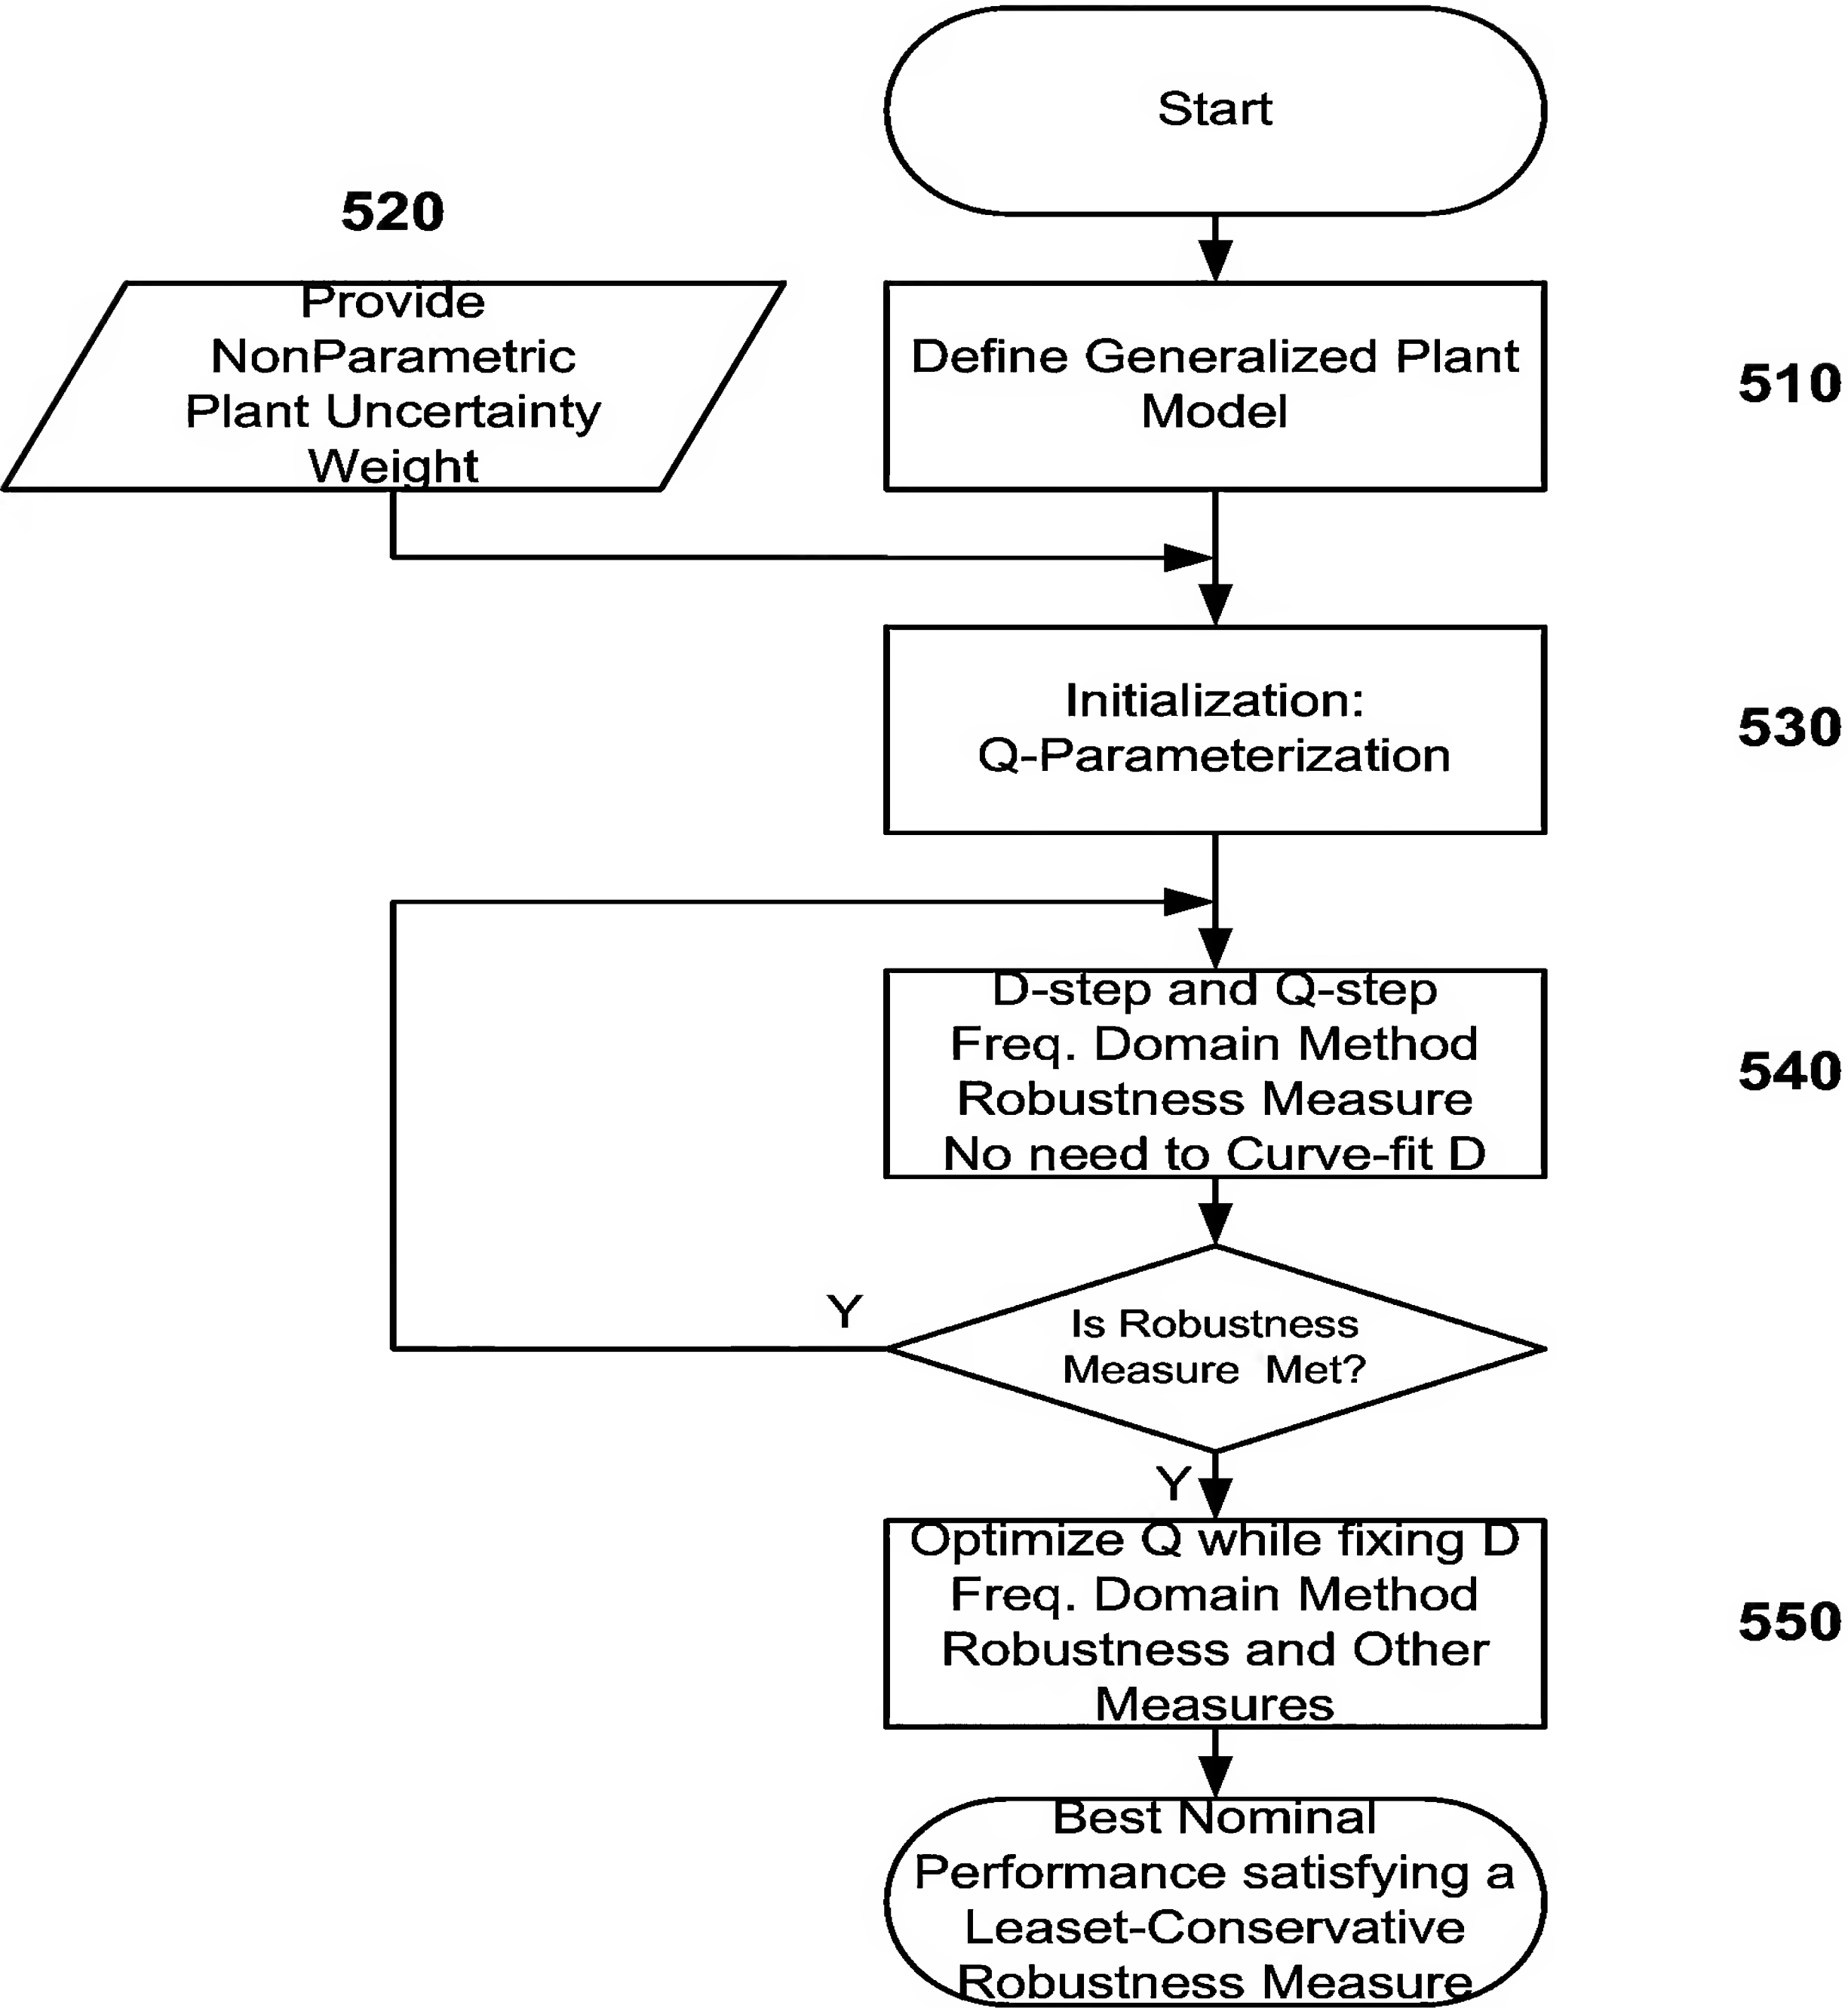 Start
520
Provide
NonParametric
Plant Uncertainty
Weight
Define Generalized Plant
Model
510
Initialization:
Q-Parameterization
530
D-step and Q-step
Freq. Domain Method
Robustness Measure
No need to Curve-fit D
540
Y
Is Robustness
Measure Met?
Y
Optimize Q while fixing D
Freq. Domain Method
Robustness and Other
Measures
550
Best Nominal
Performance satisfying a
Leaset-Conservative
Robustness Measure